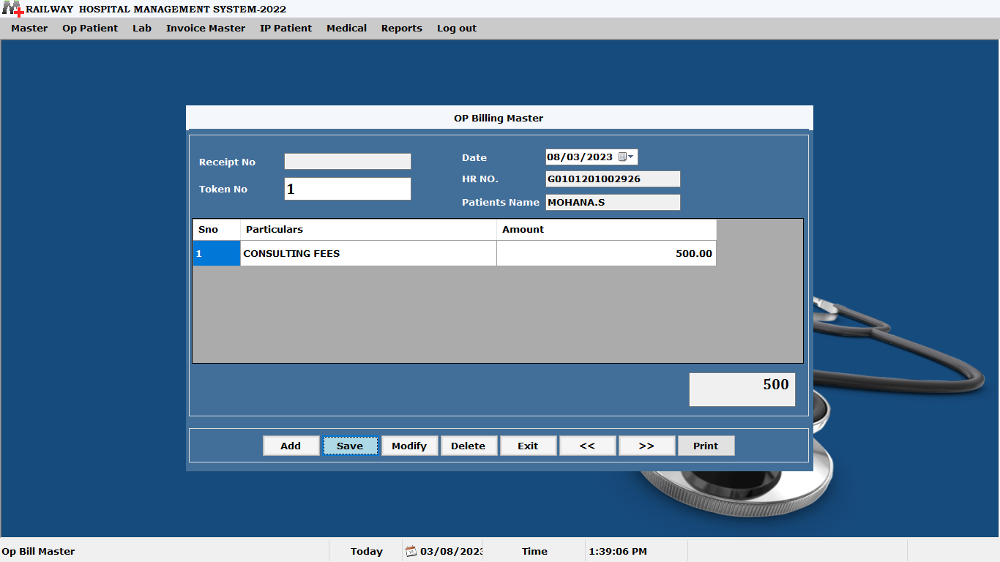 RAILWAY HOSPITAL MANAGEMENT SYSTEM-2022
Master Op Patient Lab Invoice Master IP Patient Medical Reports Log out
OP Billing Master
Receipt No
Date 08/03/2023
HR NO. G0101201002926
Token No 1
Patients Name MOHANA.S
Sno Particulars Amount
1 CONSULTING FEES 500.00
500
Add Save Modify Delete Exit << >> Print
Op Bill Master Today 03/08/2023 Time 1:39:06 PM